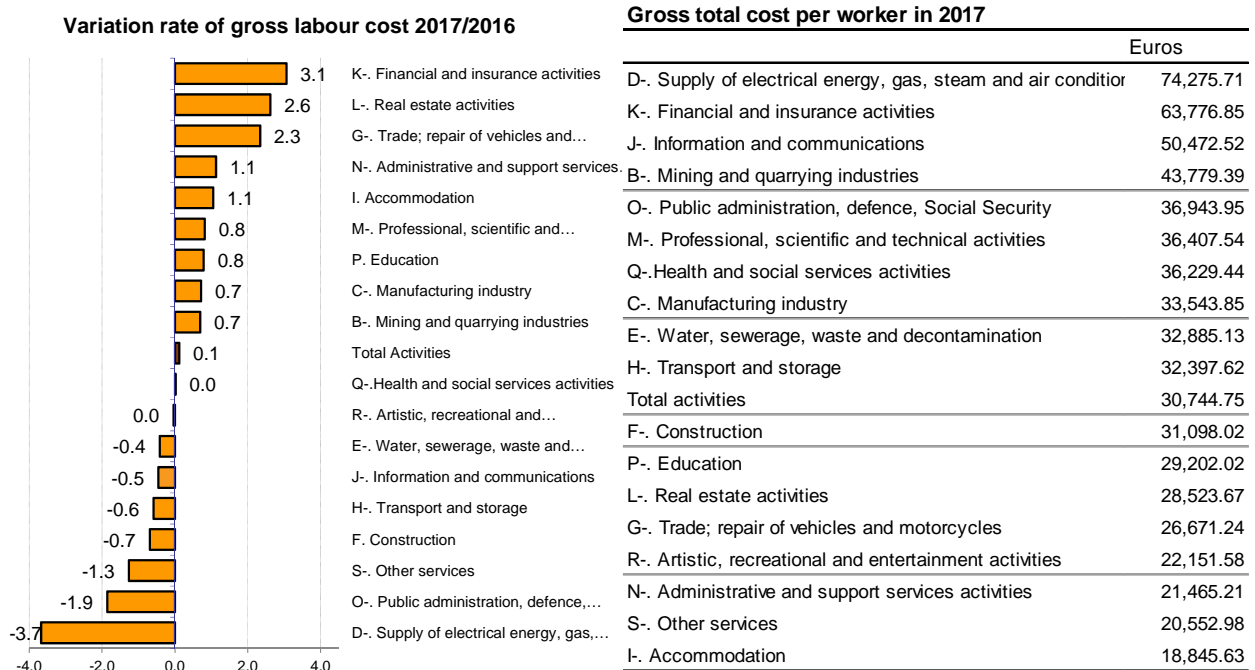 Variation rate of gross labour cost 2017/2016
3.1 K-. Financial and insurance activities
2.6 L-. Real estate activities
2.3 G-. Trade; repair of vehicles and…
1.1 N-. Administrative and support services.
1.1 I. Accommodation
0.8 M-. Professional, scientific and…
0.8 P. Education
0.7 C-. Manufacturing industry
0.7 B-. Mining and quarrying industries
0.1 Total Activities
0.0 Q-.Health and social services activities
0.0 R-. Artistic, recreational and…
-0.4 E-. Water, sewerage, waste and…
-0.5 J-. Information and communications
-0.6 H-. Transport and storage
-0.7 F. Construction
-1.3 S-. Other services
-1.9 O-. Public administration, defence,…
-3.7 D-. Supply of electrical energy, gas,…
-4.0 -2.0 0.0 2.0 4.0
Gross total cost per worker in 2017
Euros
D-. Supply of electrical energy, gas, steam and air condition 74,275.71
K-. Financial and insurance activities 63,776.85
J-. Information and communications 50,472.52
B-. Mining and quarrying industries 43,779.39
O-. Public administration, defence, Social Security 36,943.95
M-. Professional, scientific and technical activities 36,407.54
Q-.Health and social services activities 36,229.44
C-. Manufacturing industry 33,543.85
E-. Water, sewerage, waste and decontamination 32,885.13
H-. Transport and storage 32,397.62
Total activities 30,744.75
F-. Construction 31,098.02
P-. Education 29,202.02
L-. Real estate activities 28,523.67
G-. Trade; repair of vehicles and motorcycles 26,671.24
R-. Artistic, recreational and entertainment activities 22,151.58
N-. Administrative and support services activities 21,465.21
S-. Other services 20,552.98
I-. Accommodation 18,845.63